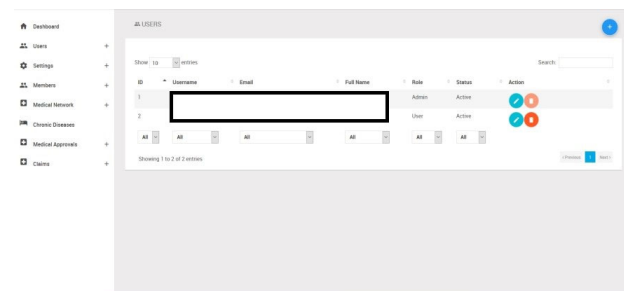 Dashboard
Users +
Settings +
Members +
Medical Network +
Chronic Diseases
Medical Approvals +
Claims +
USERS
+
Show 10 entries
Search:
ID Username Email Full Name Role Status Action
1 Admin Active
2 User Active
All All All All All All
Showing 1 to 2 of 2 entries
‹ Previous 1 Next ›